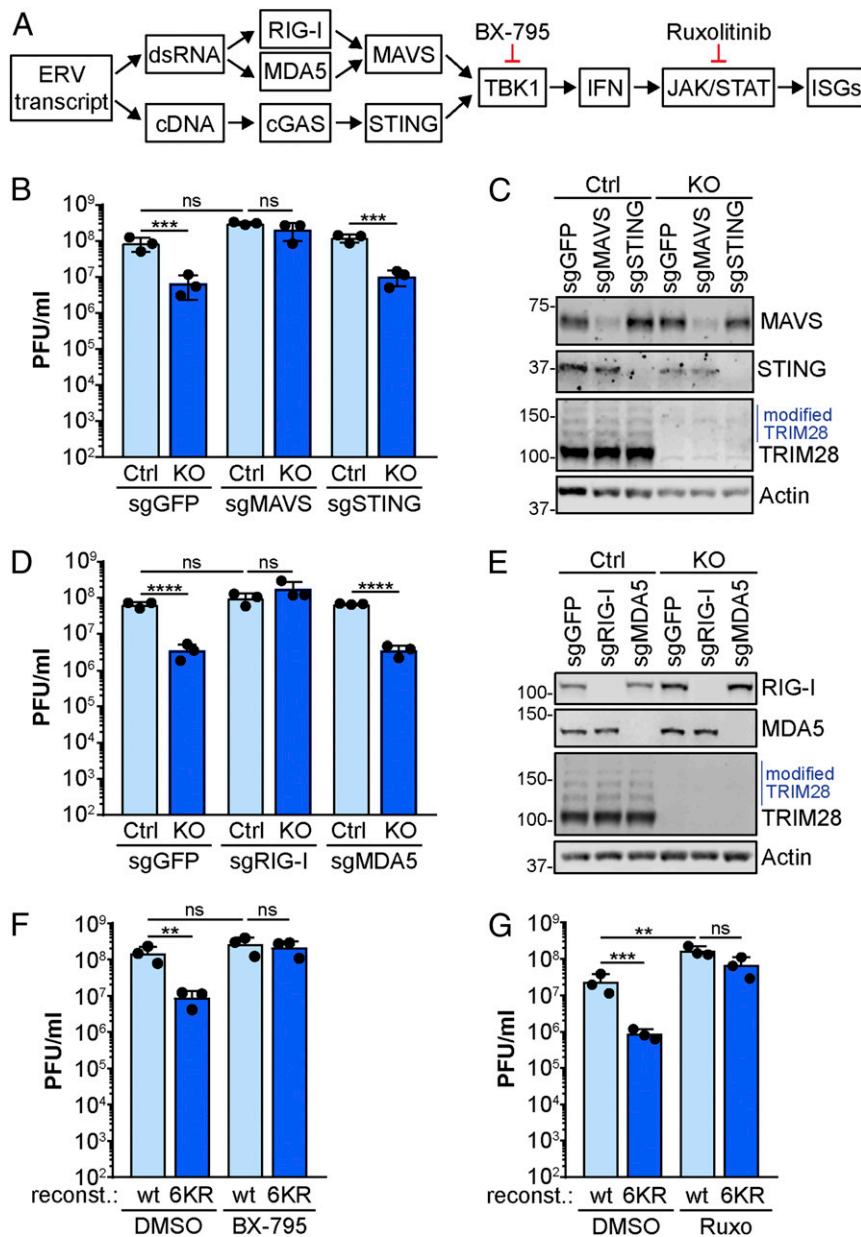 A
BX-795
Ruxolitinib
ERV transcript
dsRNA
RIG-I
MDA5
MAVS
TBK1
IFN
JAK/STAT
ISGs
cDNA
cGAS
STING
B
PFU/ml
10⁹
10⁸
10⁷
10⁶
10⁵
10⁴
10³
10²
ns
*** ns ***
Ctrl KO Ctrl KO Ctrl KO
sgGFP sgMAVS sgSTING
C
Ctrl KO
sgGFP sgMAVS sgSTING sgGFP sgMAVS sgSTING
75- MAVS
37- STING
150- modified TRIM28
100- TRIM28
37- Actin
D
PFU/ml
10⁹
10⁸
10⁷
10⁶
10⁵
10⁴
10³
10²
ns
**** ns ****
Ctrl KO Ctrl KO Ctrl KO
sgGFP sgRIG-I sgMDA5
E
Ctrl KO
sgGFP sgRIG-I sgMDA5 sgGFP sgRIG-I sgMDA5
100- RIG-I
150- MDA5
150- modified TRIM28
100- TRIM28
37- Actin
F
PFU/ml
10⁹
10⁸
10⁷
10⁶
10⁵
10⁴
10³
10²
ns
** ns
reconst.: wt 6KR wt 6KR
DMSO BX-795
G
PFU/ml
10⁹
10⁸
10⁷
10⁶
10⁵
10⁴
10³
10²
** ns
***
wt 6KR wt 6KR
DMSO Ruxo